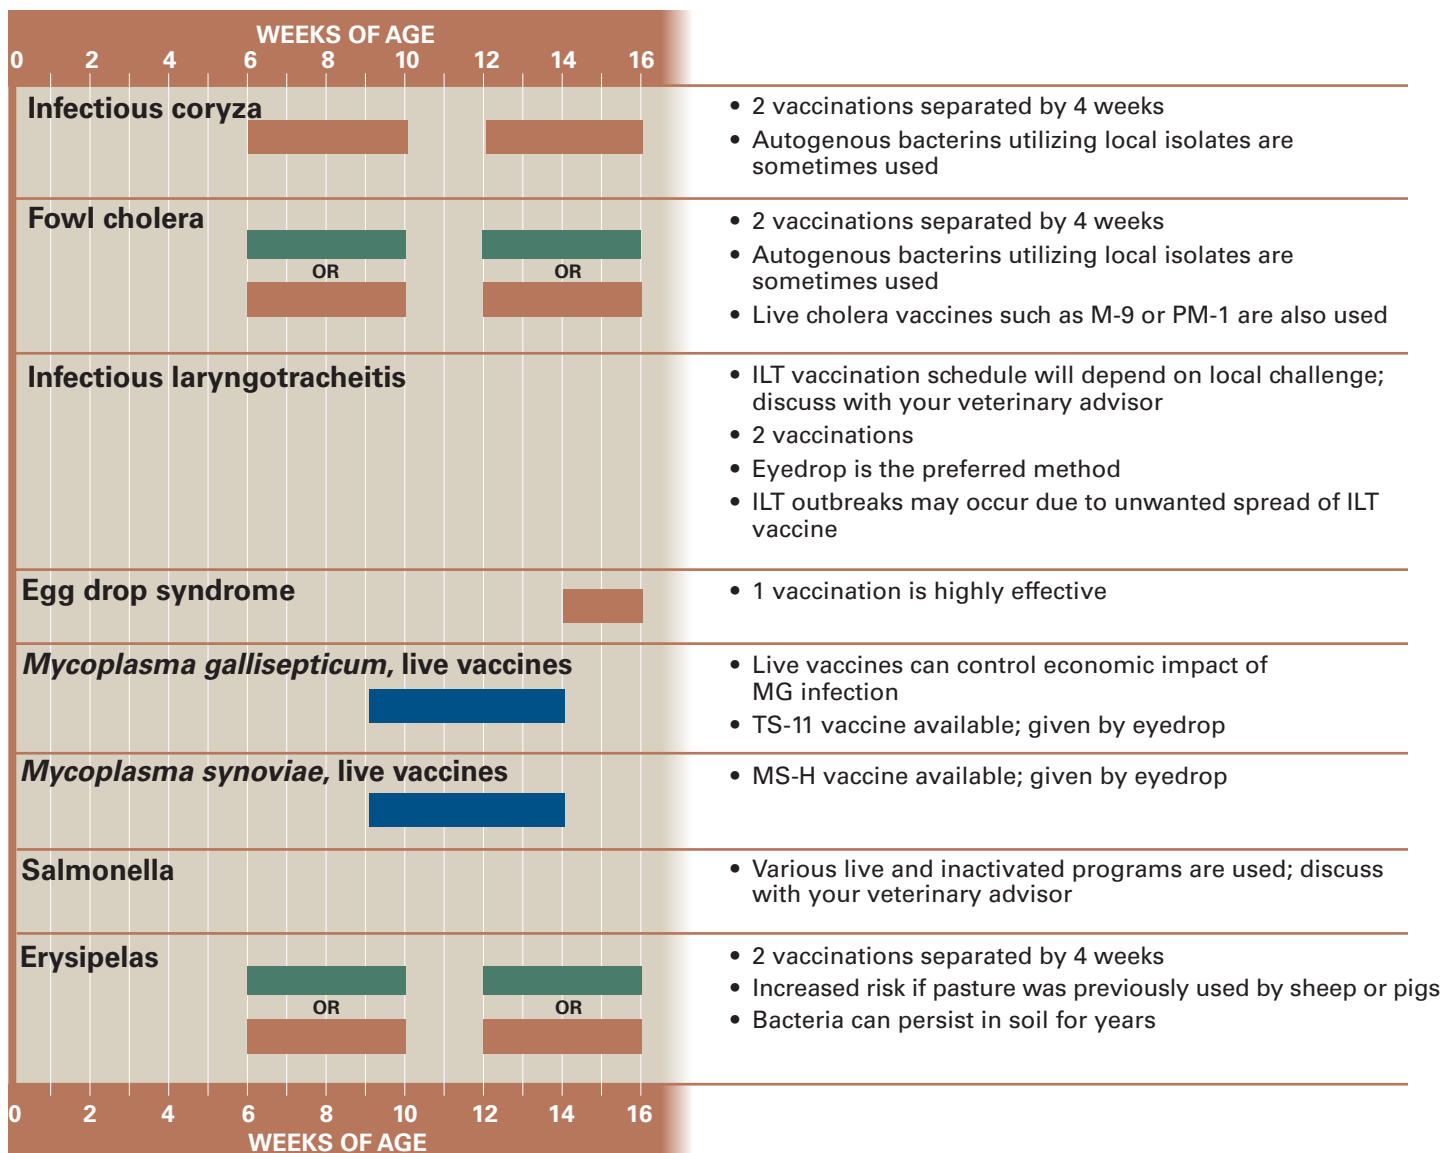 WEEKS OF AGE
0 2 4 6 8 10 12 14 16
Infectious coryza
• 2 vaccinations separated by 4 weeks
• Autogenous bacterins utilizing local isolates are
sometimes used
Fowl cholera
OR OR
• 2 vaccinations separated by 4 weeks
• Autogenous bacterins utilizing local isolates are
sometimes used
• Live cholera vaccines such as M-9 or PM-1 are also used
Infectious laryngotracheitis
• ILT vaccination schedule will depend on local challenge;
discuss with your veterinary advisor
• 2 vaccinations
• Eyedrop is the preferred method
• ILT outbreaks may occur due to unwanted spread of ILT
vaccine
Egg drop syndrome
• 1 vaccination is highly effective
Mycoplasma gallisepticum, live vaccines
• Live vaccines can control economic impact of
MG infection
• TS-11 vaccine available; given by eyedrop
Mycoplasma synoviae, live vaccines
• MS-H vaccine available; given by eyedrop
Salmonella
• Various live and inactivated programs are used; discuss
with your veterinary advisor
Erysipelas
OR OR
• 2 vaccinations separated by 4 weeks
• Increased risk if pasture was previously used by sheep or pigs
• Bacteria can persist in soil for years
0 2 4 6 8 10 12 14 16
WEEKS OF AGE